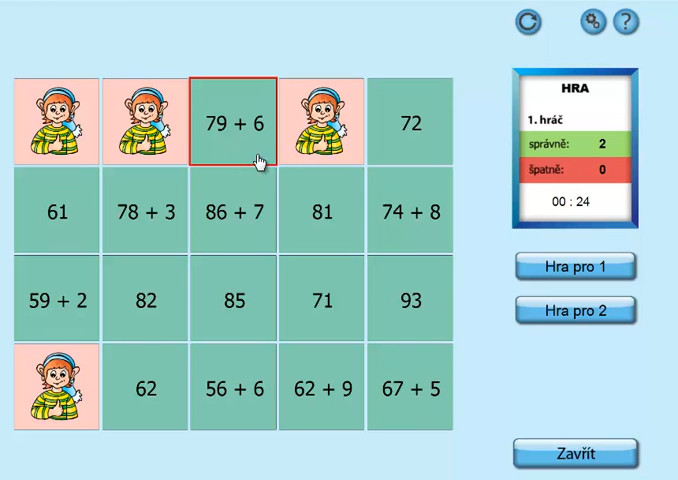 79 + 6
72
61
78 + 3
86 + 7
81
74 + 8
59 + 2
82
85
71
93
62
56 + 6
62 + 9
67 + 5
?
HRA
1. hráč
správně: 2
špatně: 0
00 : 24
Hra pro 1
Hra pro 2
Zavřít